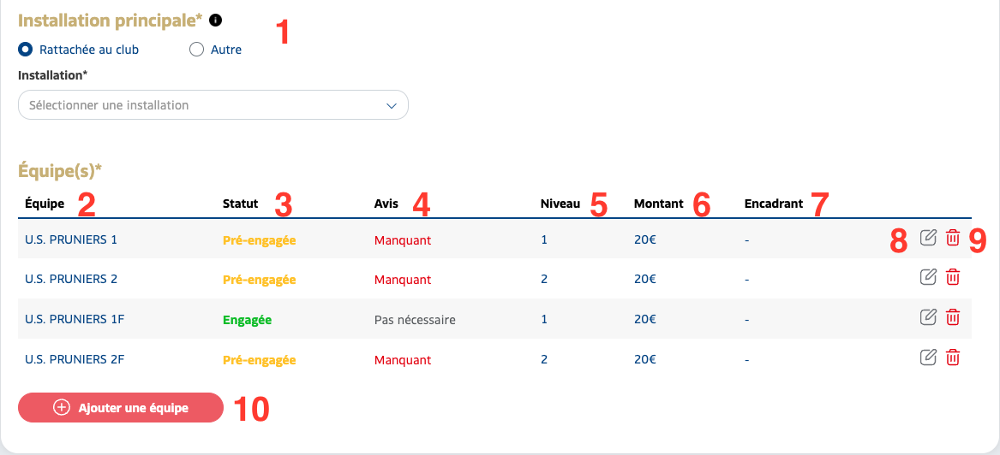 Installation principale* i 1
Rattachée au club Autre
Installation*
Sélectionner une installation
Équipe(s)*
Équipe 2 Statut 3 Avis 4 Niveau 5 Montant 6 Encadrant 7
U.S. PRUNIERS 1 Pré-engagée Manquant 1 20€ - 8 9
U.S. PRUNIERS 2 Pré-engagée Manquant 2 20€ -
U.S. PRUNIERS 1F Engagée Pas nécessaire 1 20€ -
U.S. PRUNIERS 2F Pré-engagée Manquant 2 20€ -
Ajouter une équipe 10